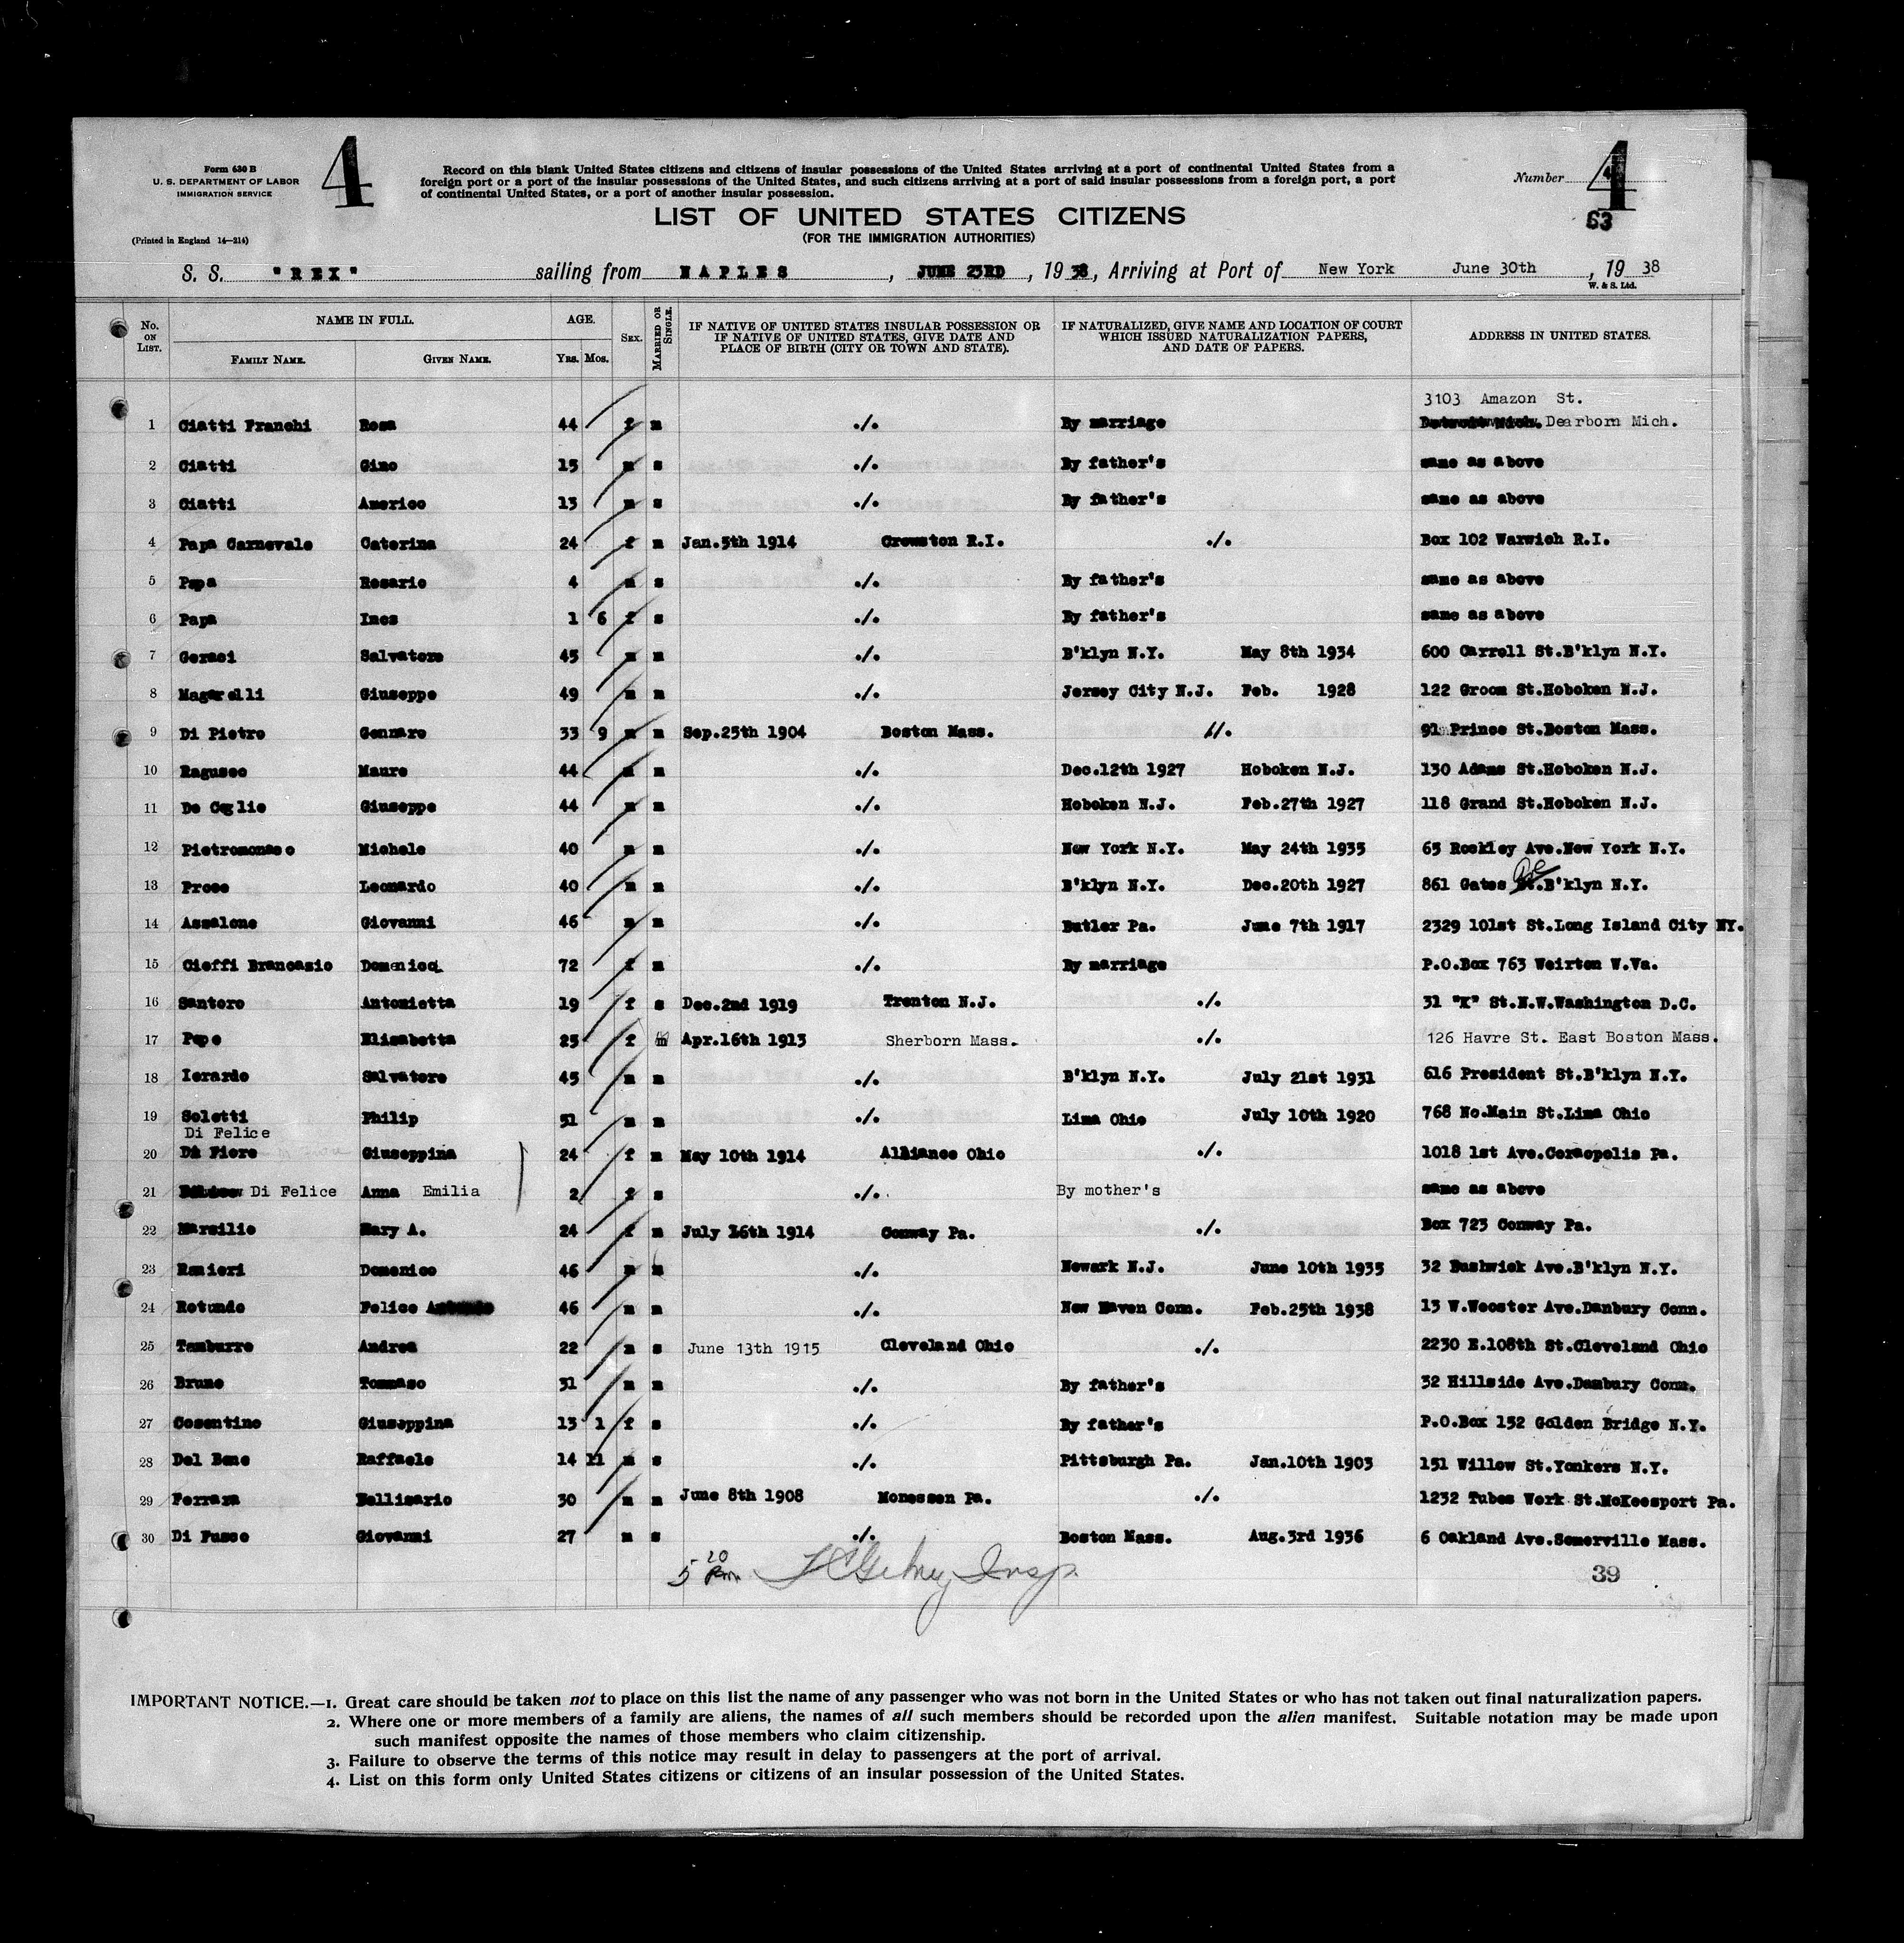 Form 630 B
U. S. DEPARTMENT OF LABOR
IMMIGRATION SERVICE
4
Record on this blank United States citizens and citizens of insular possessions of the United States arriving at a port of continental United States from a
foreign port or a port of the insular possessions of the United States, and such citizens arriving at a port of said insular possessions from a foreign port, a port
of continental United States, or a port of another insular possession.
Number 4
63
LIST OF UNITED STATES CITIZENS
(FOR THE IMMIGRATION AUTHORITIES)
(Printed in England 14—214)
S. S. "REX" sailing from NAPLES, JUNE 23RD, 1938, Arriving at Port of New York June 30th, 1938
W. & S. Ltd.
No. ON LIST. NAME IN FULL. AGE. SEX. MARRIED OR SINGLE. IF NATIVE OF UNITED STATES INSULAR POSSESSION OR IF NATIVE OF UNITED STATES, GIVE DATE AND PLACE OF BIRTH (CITY OR TOWN AND STATE). IF NATURALIZED, GIVE NAME AND LOCATION OF COURT WHICH ISSUED NATURALIZATION PAPERS, AND DATE OF PAPERS. ADDRESS IN UNITED STATES.
FAMILY NAME. GIVEN NAME. Yrs. Mos.
3103 Amazon St.
1 Ciatti Franchi Rosa 44 f m ./. By marriage Dearborn Mich.
2 Ciatti Gino 15 m s ./. By father's same as above
3 Ciatti Americo 13 m s ./. By father's same as above
4 Papa Carnevale Caterina 24 f m Jan.5th 1914 Crowston R.I. ./. Box 102 Warwich R.I.
5 Papa Rosario 4 m s ./. By father's same as above
6 Papa Ines 1 6 f s ./. By father's same as above
7 Geraci Salvatore 45 m m ./. B'klyn N.Y. May 8th 1934 600 Carroll St.B'klyn N.Y.
8 Magarelli Giuseppe 49 m m ./. Jersey City N.J. Feb. 1928 122 Groom St.Hoboken N.J.
9 Di Pietro Gennaro 33 9 m m Sep.25th 1904 Boston Mass. ./. 91 Prince St.Boston Mass.
10 Raguseo Mauro 44 m m ./. Dec.12th 1927 Hoboken N.J. 130 Adams St.Hoboken N.J.
11 De Ceglie Giuseppe 44 m m ./. Hoboken N.J. Feb.27th 1927 118 Grand St.Hoboken N.J.
12 Pietromonaco Michele 40 m m ./. New York N.Y. May 24th 1935 65 Rockley Ave.New York N.Y.
13 Proce Leonardo 40 m m ./. B'klyn N.Y. Dec.20th 1927 861 Gates Ave B'klyn N.Y.
14 Assalone Giovanni 46 m m ./. Butler Pa. June 7th 1917 2329 101st St.Long Island City NY.
15 Cioffi Brancasio Domenica 72 f m ./. By marriage P.O.Box 763 Weirton W.Va.
16 Santoro Antonietta 19 f s Dec.2nd 1919 Trenton N.J. ./. 31 "K" St.N.W.Washington D.C.
17 Pepe Elisabetta 25 f m Apr.16th 1913 Sherborn Mass. ./. 126 Havre St. East Boston Mass.
18 Ierardo Salvatore 45 m m ./. B'klyn N.Y. July 21st 1931 616 President St.B'klyn N.Y.
19 Soletti Philip 51 m m ./. Lima Ohio July 10th 1920 768 No.Main St.Lima Ohio
Di Felice
20 Di Fiore Giuseppina 24 f m May 10th 1914 Alliance Ohio ./. 1018 1st Ave.Coraopolis Pa.
21 Di Felice Anna Emilia 2 f s ./. By mother's same as above
22 Marsilio Mary A. 24 f m July 16th 1914 Conway Pa. ./. Box 723 Conway Pa.
23 Ranieri Domenico 46 m m ./. Newark N.J. June 10th 1935 32 Bushwick Ave.B'klyn N.Y.
24 Rotundo Felice 46 m m ./. New Haven Conn. Feb.25th 1938 13 W.Wooster Ave.Danbury Conn.
25 Tamburro Andrea 22 m s June 13th 1915 Cleveland Ohio ./. 2230 E.108th St.Cleveland Ohio
26 Bruno Tommaso 31 m m ./. By father's 32 Hillside Ave.Danbury Conn.
27 Cosentino Giuseppina 13 1 f s ./. By father's P.O.Box 152 Golden Bridge N.Y.
28 Del Bene Raffaele 14 11 m s ./. Pittsburgh Pa. Jan.10th 1903 151 Willow St.Yonkers N.Y.
29 Ferrara Bellisario 30 m m June 8th 1908 Monessen Pa. ./. 1232 Tubes Work St.McKeesport Pa.
30 Di Fusco Giovanni 27 m s ./. Boston Mass. Aug.3rd 1936 6 Oakland Ave.Somerville Mass.
5 20 Pm Insp.
39
IMPORTANT NOTICE.—1. Great care should be taken not to place on this list the name of any passenger who was not born in the United States or who has not taken out final naturalization papers.
2. Where one or more members of a family are aliens, the names of all such members should be recorded upon the alien manifest. Suitable notation may be made upon
such manifest opposite the names of those members who claim citizenship.
3. Failure to observe the terms of this notice may result in delay to passengers at the port of arrival.
4. List on this form only United States citizens or citizens of an insular possession of the United States.